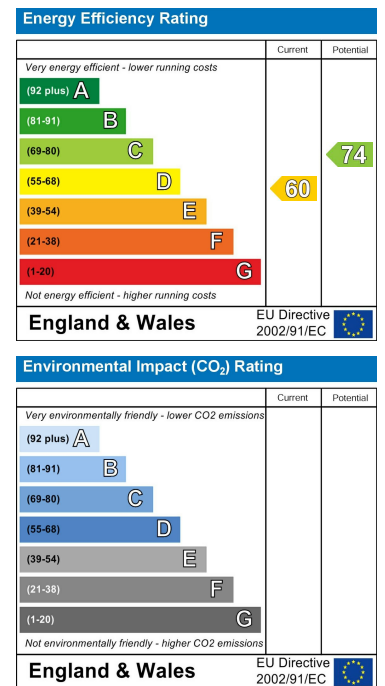 Energy Efficiency Rating
Current Potential
Very energy efficient - lower running costs
(92 plus) A
(81-91) B
(69-80) C
74
(55-68) D
60
(39-54) E
(21-38) F
(1-20) G
Not energy efficient - higher running costs
England & Wales
EU Directive
2002/91/EC
Environmental Impact (CO₂) Rating
Current Potential
Very environmentally friendly - lower CO2 emissions
(92 plus) A
(81-91) B
(69-80) C
(55-68) D
(39-54) E
(21-38) F
(1-20) G
Not environmentally friendly - higher CO2 emissions
England & Wales
EU Directive
2002/91/EC